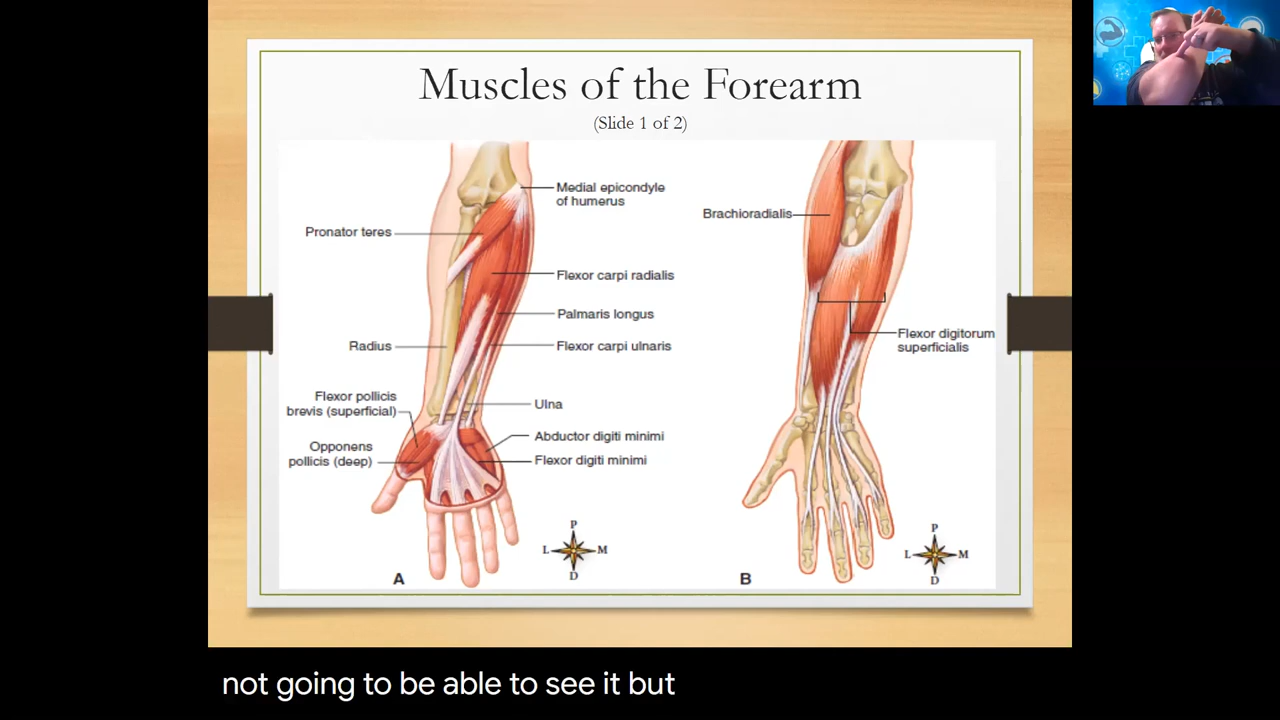 Muscles of the Forearm
(Slide 1 of 2)
Medial epicondyle
of humerus
Pronator teres
Flexor carpi radialis
Palmaris longus
Radius
Flexor carpi ulnaris
Flexor pollicis
brevis (superficial)
Ulna
Abductor digiti minimi
Opponens
pollicis (deep)
Flexor digiti minimi
P
L
M
D
A
Brachioradialis
Flexor digitorum
superficialis
P
L
M
D
B
not going to be able to see it but